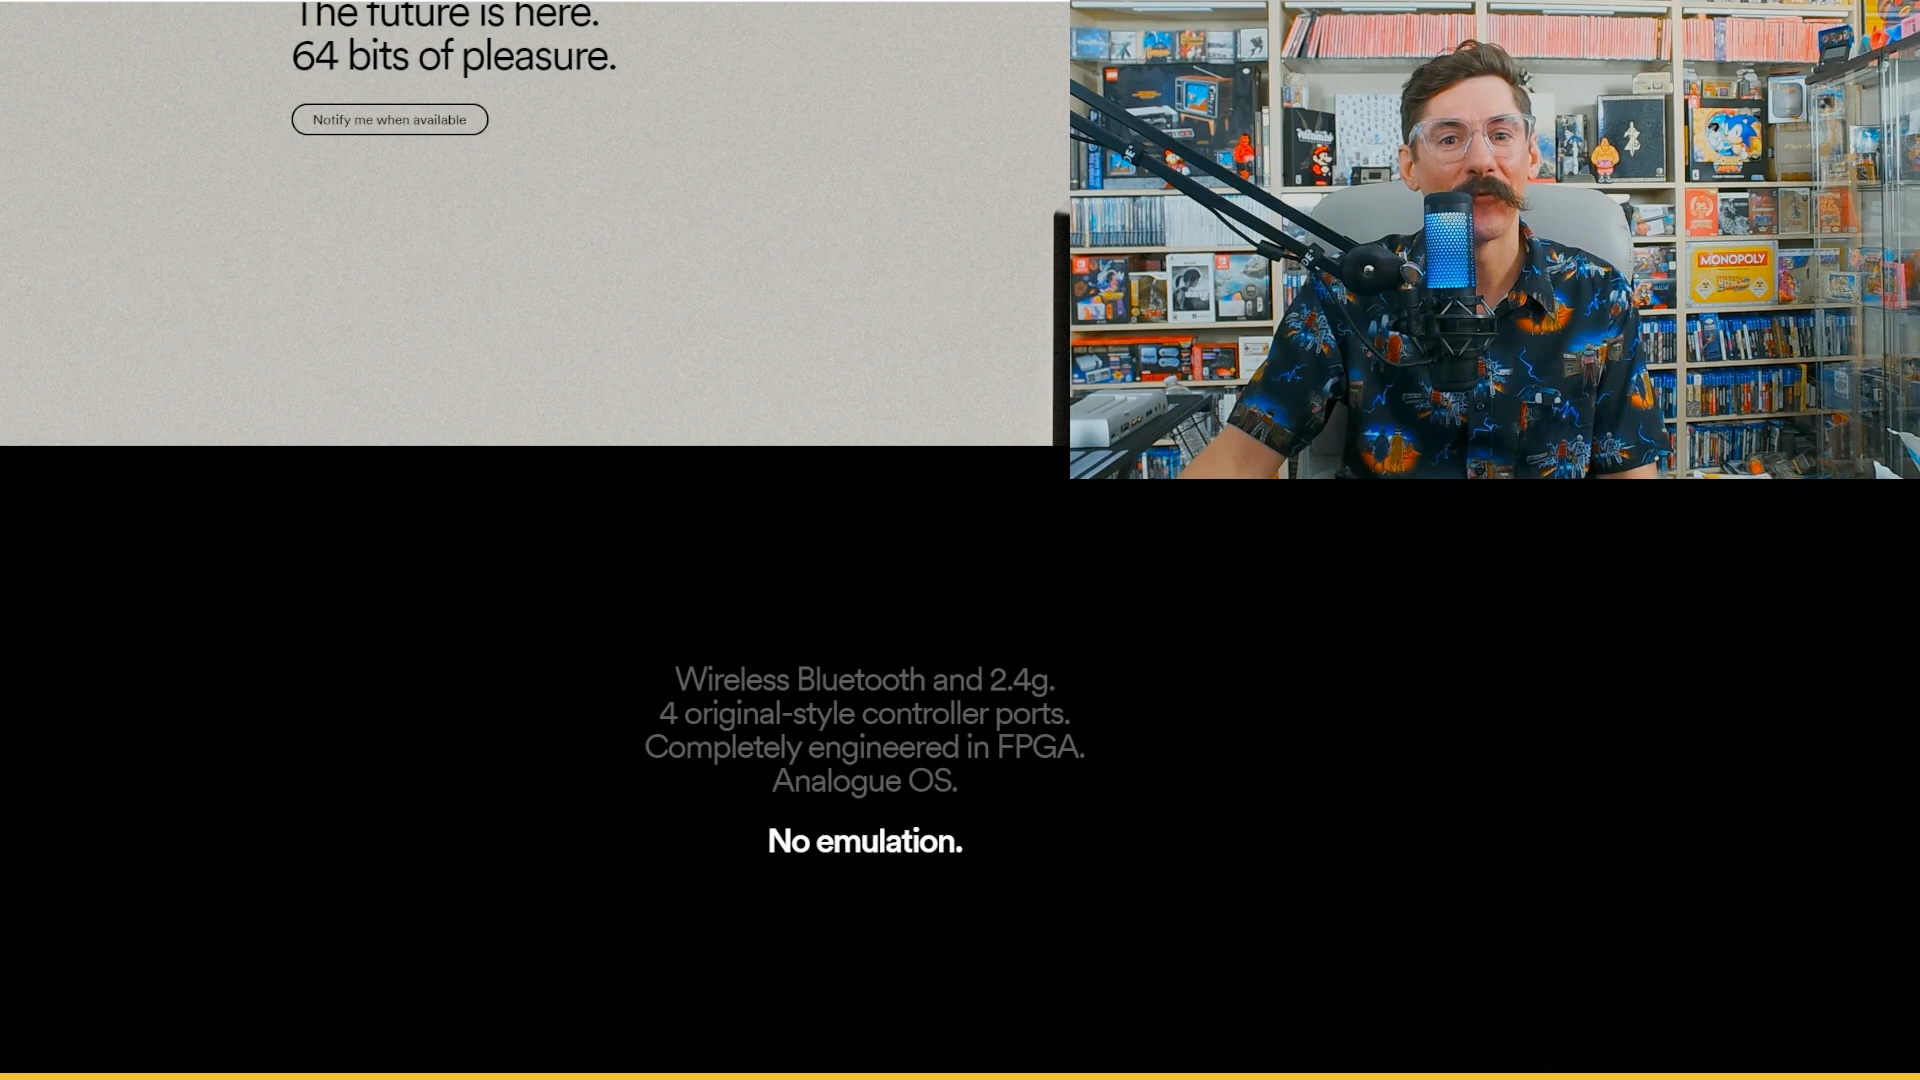 The future is here.
64 bits of pleasure.
Notify me when available
MONOPOLY
Wireless Bluetooth and 2.4g.
4 original-style controller ports.
Completely engineered in FPGA.
Analogue OS.
No emulation.